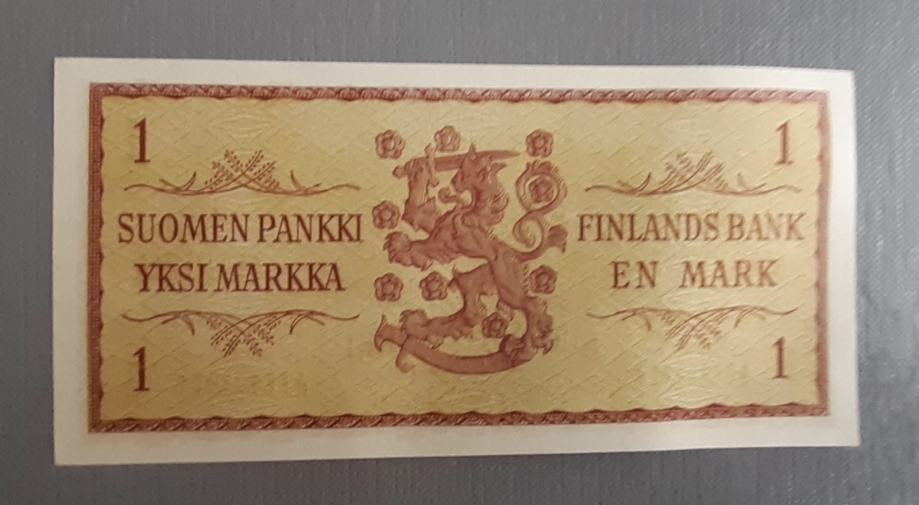 1
1
SUOMEN PANKKI
YKSI MARKKA
FINLANDS BANK
EN MARK
1
1